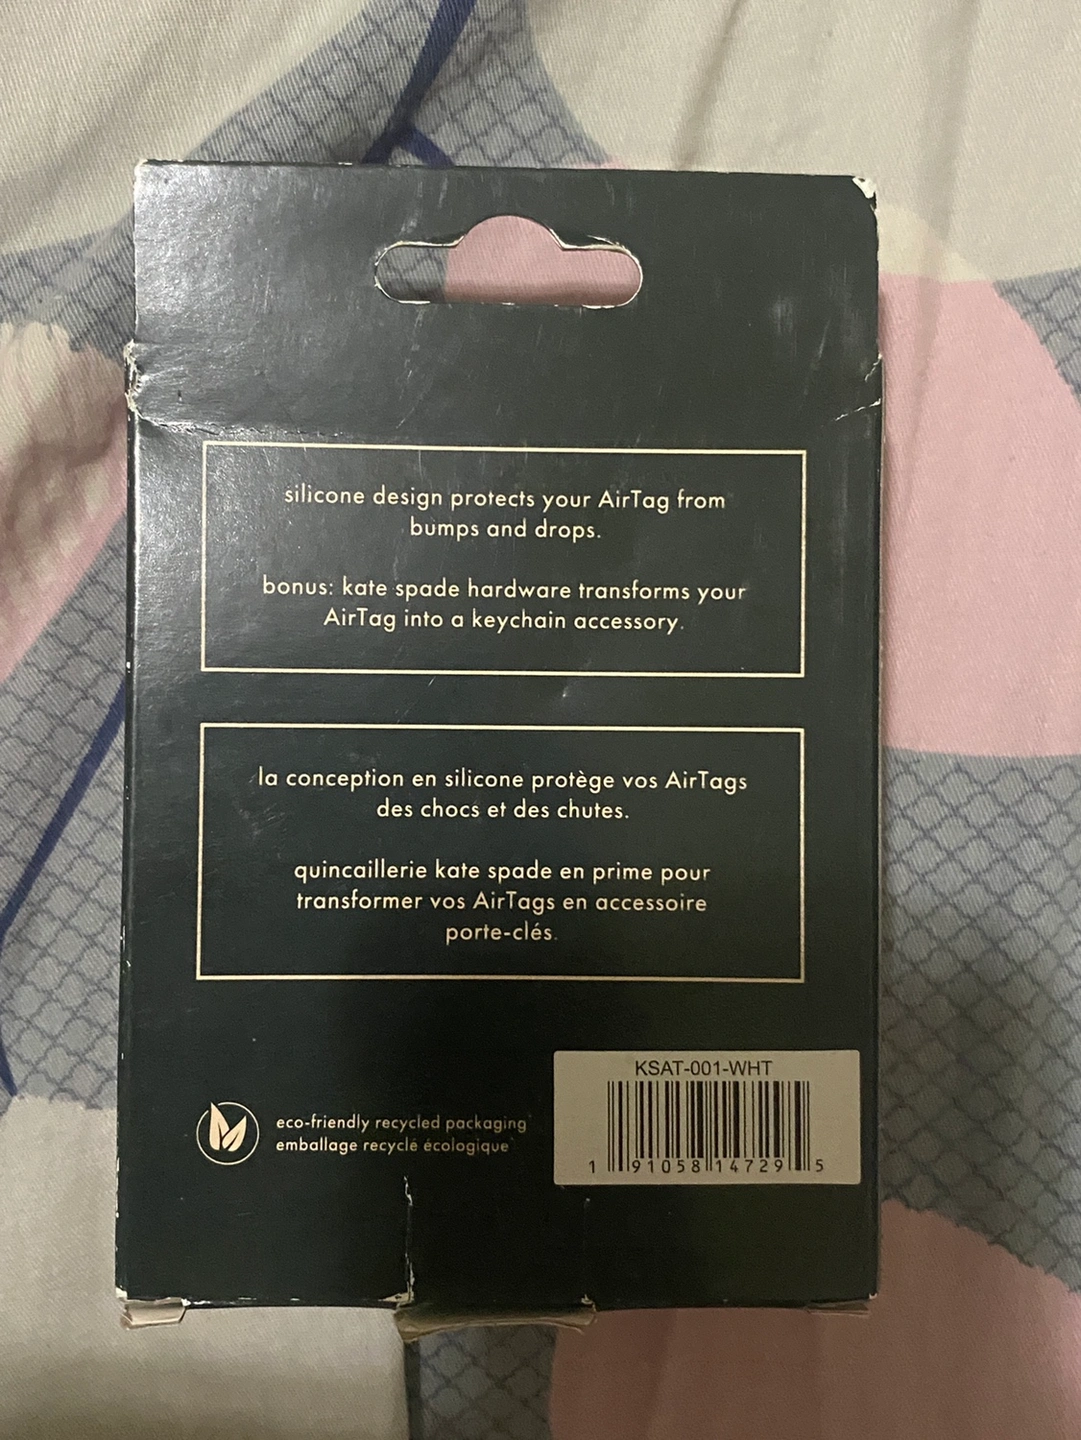 silicone design protects your AirTag from
bumps and drops.
bonus: kate spade hardware transforms your
AirTag into a keychain accessory.
la conception en silicone protège vos AirTags
des chocs et des chutes.
quincaillerie kate spade en prime pour
transformer vos AirTags en accessoire
porte-clés.
eco-friendly recycled packaging
emballage recyclé écologique
KSAT-001-WHT
1 91058 14729 5